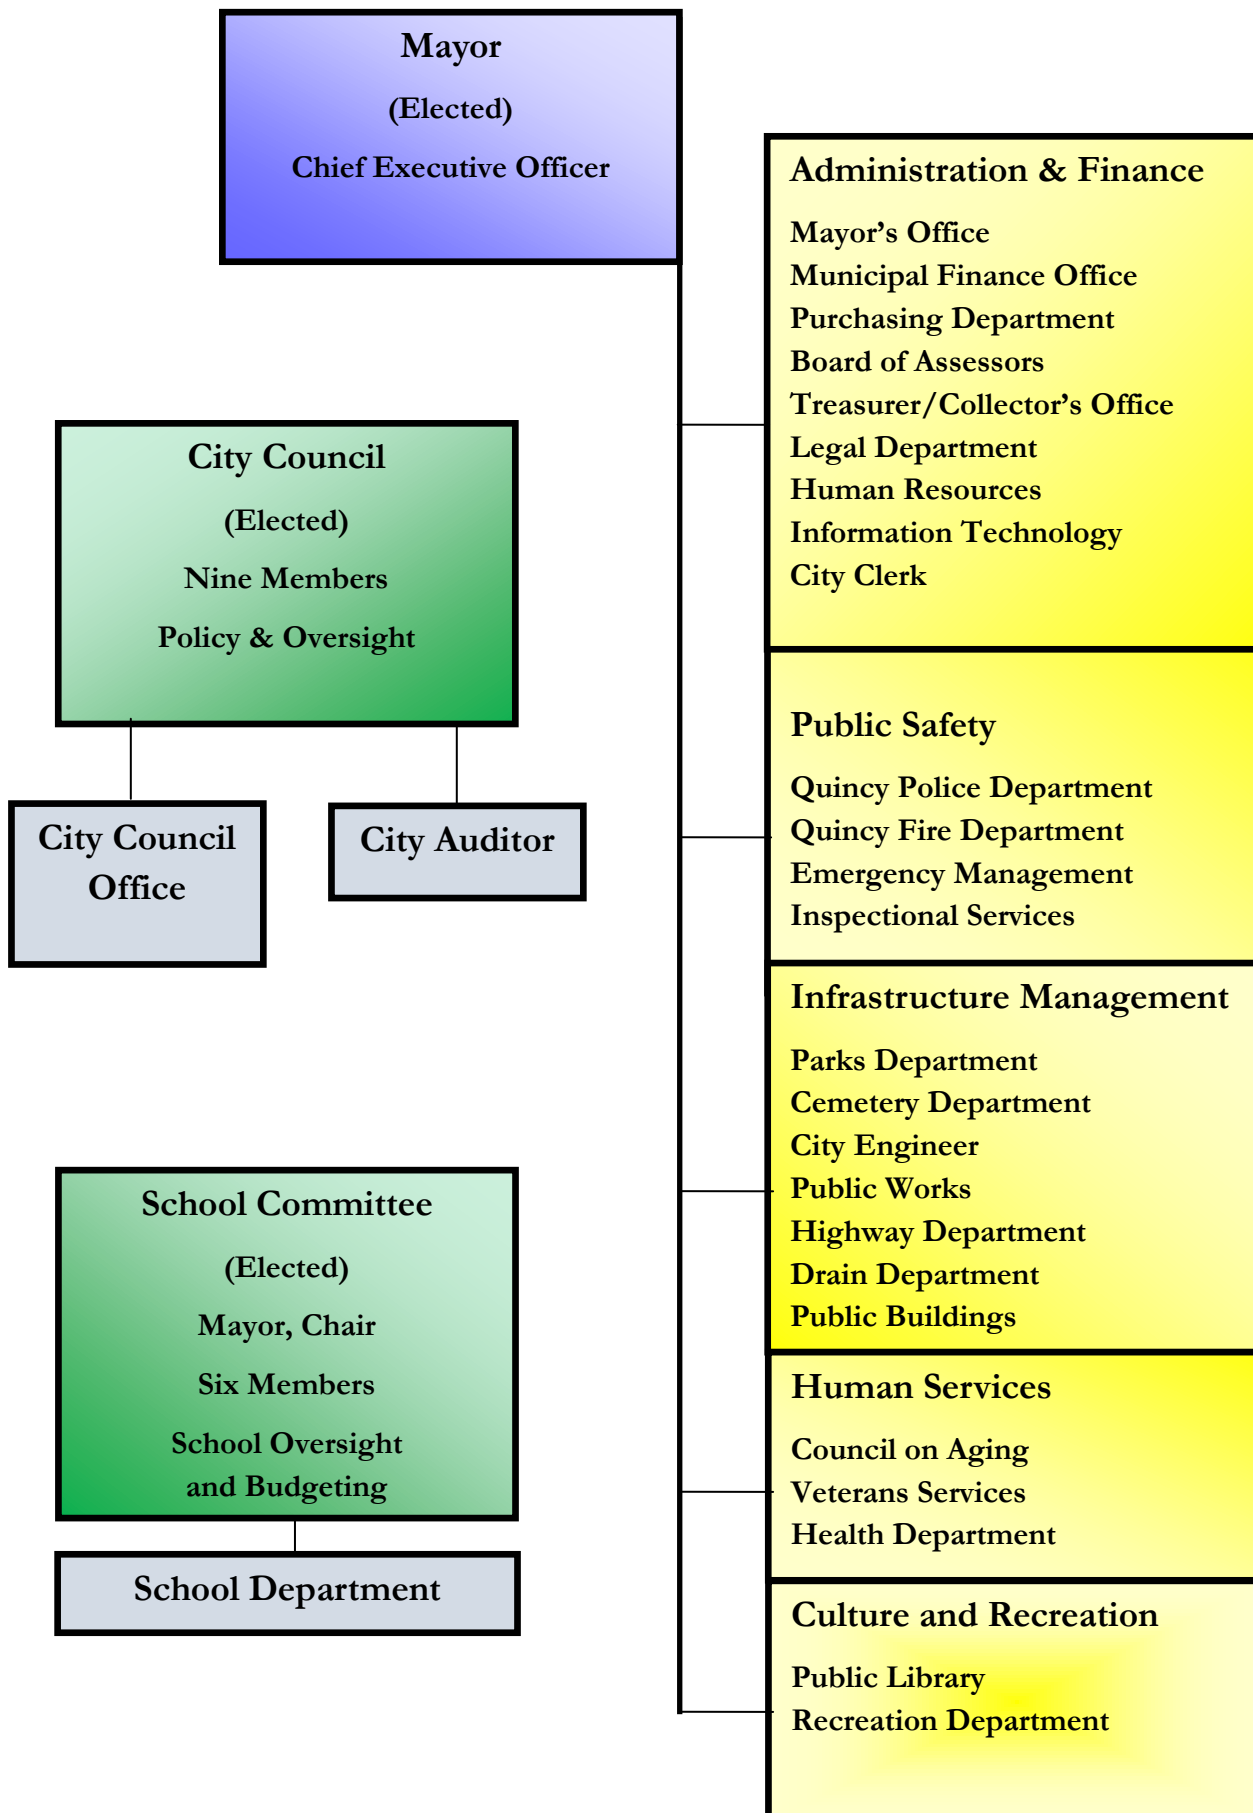 Mayor
(Elected)
Chief Executive Officer
Administration & Finance
Mayor’s Office
Municipal Finance Office
Purchasing Department
Board of Assessors
Treasurer/Collector’s Office
Legal Department
Human Resources
Information Technology
City Clerk
City Council
(Elected)
Nine Members
Policy & Oversight
City Council
Office
City Auditor
Public Safety
Quincy Police Department
Quincy Fire Department
Emergency Management
Inspectional Services
Infrastructure Management
Parks Department
Cemetery Department
City Engineer
Public Works
Highway Department
Drain Department
Public Buildings
School Committee
(Elected)
Mayor, Chair
Six Members
School Oversight
and Budgeting
School Department
Human Services
Council on Aging
Veterans Services
Health Department
Culture and Recreation
Public Library
Recreation Department